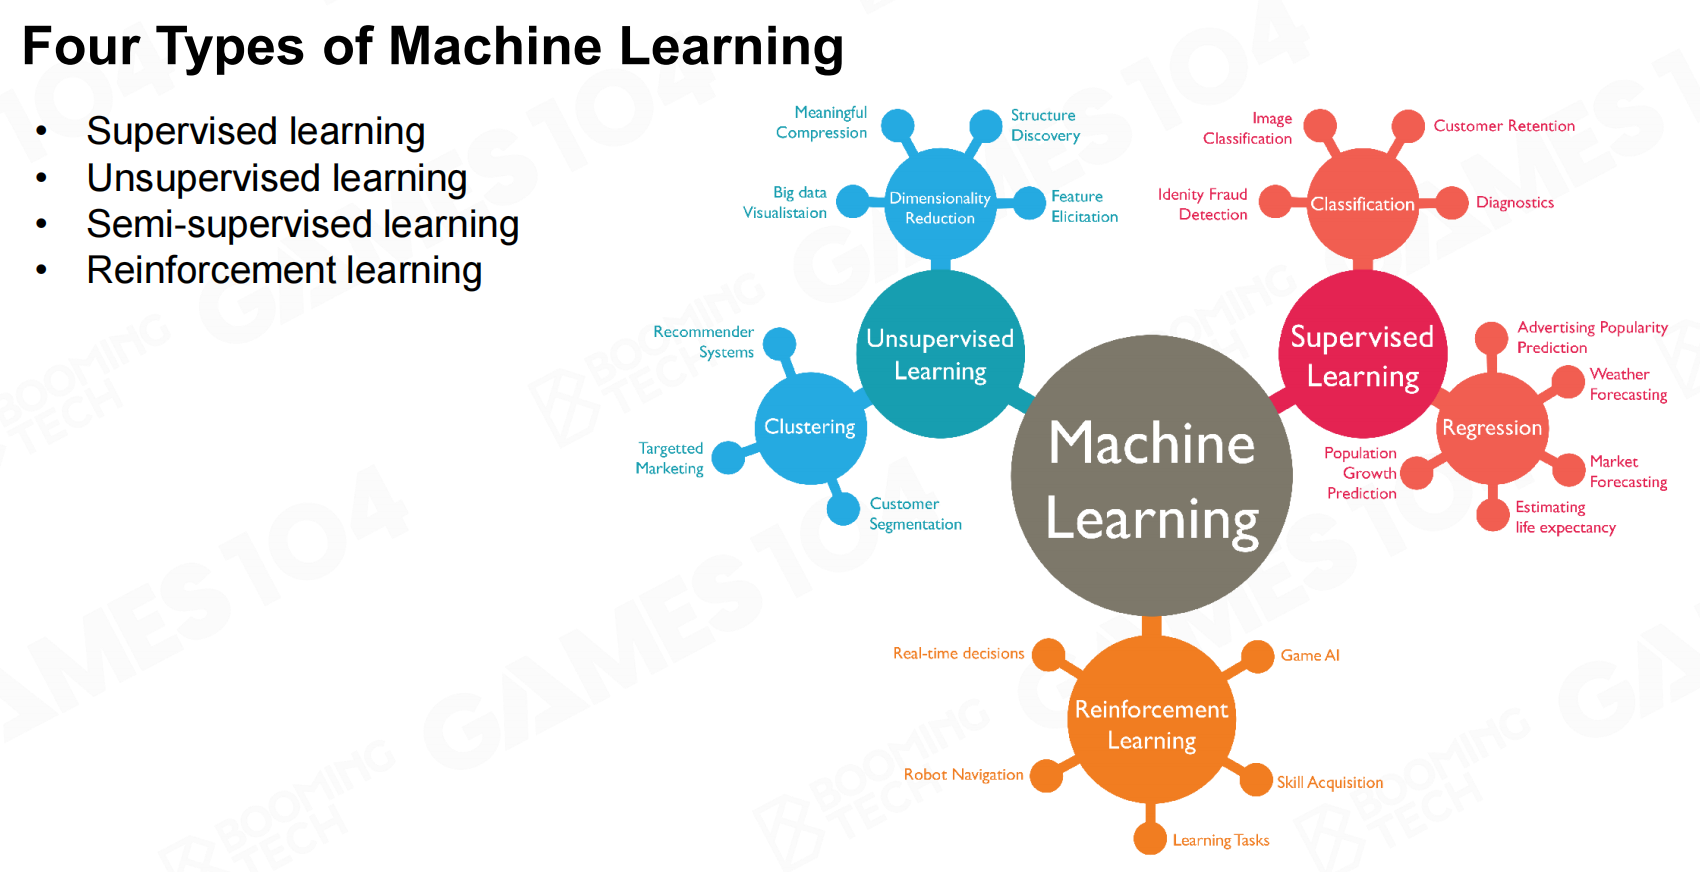 Four Types of Machine Learning
• Supervised learning
• Unsupervised learning
• Semi-supervised learning
• Reinforcement learning
Meaningful
Compression
Structure
Discovery
Big data
Visualistaion
Dimensionality
Reduction
Feature
Elicitation
Image
Classification
Customer Retention
Idenity Fraud
Detection
Classification
Diagnostics
Recommender
Systems
Unsupervised
Learning
Clustering
Targetted
Marketing
Customer
Segmentation
Machine
Learning
Supervised
Learning
Advertising Popularity
Prediction
Weather
Forecasting
Regression
Population
Growth
Prediction
Market
Forecasting
Estimating
life expectancy
Real-time decisions
Game AI
Reinforcement
Learning
Robot Navigation
Skill Acquisition
Learning Tasks
GAMES104
BOOMING
TECH